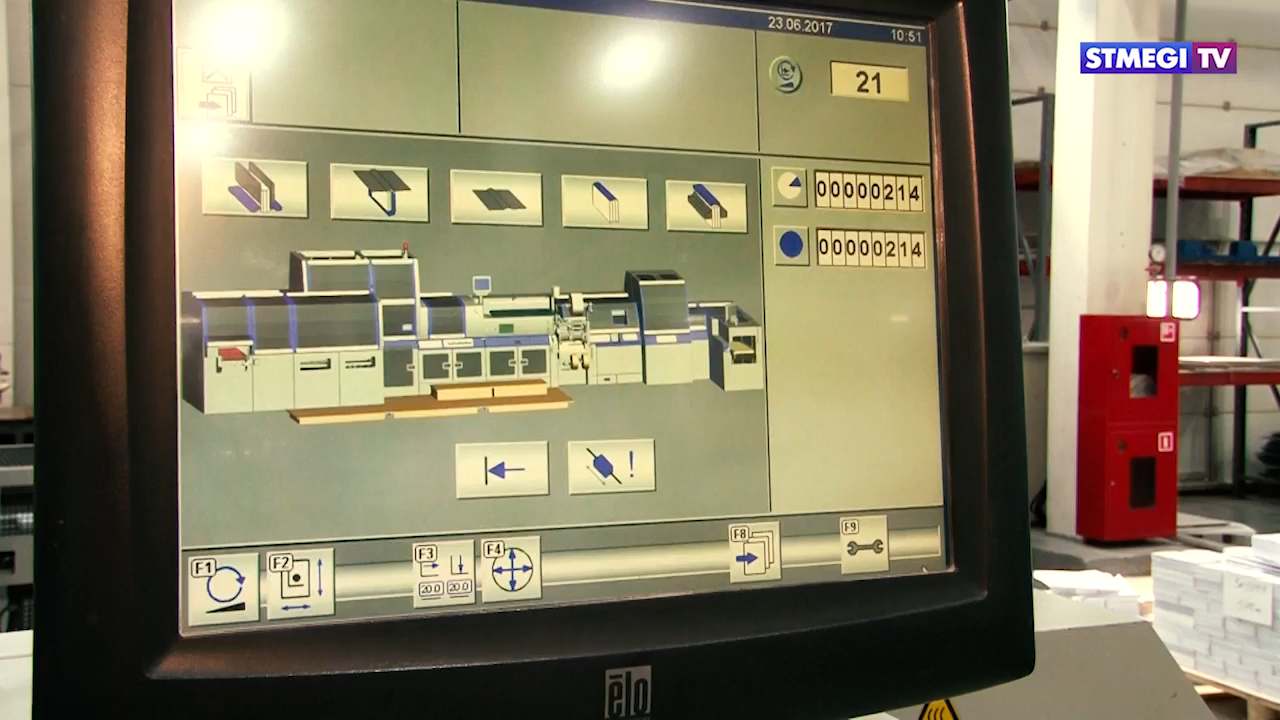 STMEGI TV
23.06.2017
10:51
21
00000214
00000214
!
F1
F2
F3
20.0 20.0
F4
F8
F9
elo